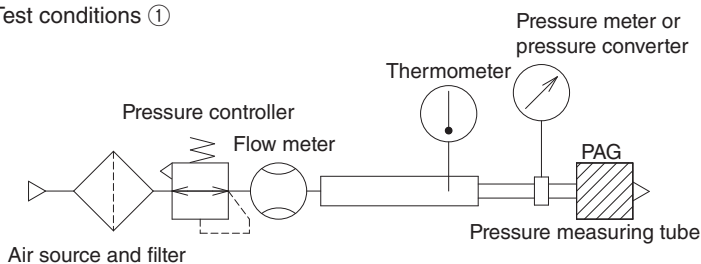 Test conditions ①
Pressure meter or
pressure converter
Thermometer
Pressure controller
Flow meter
PAG
Pressure measuring tube
Air source and filter